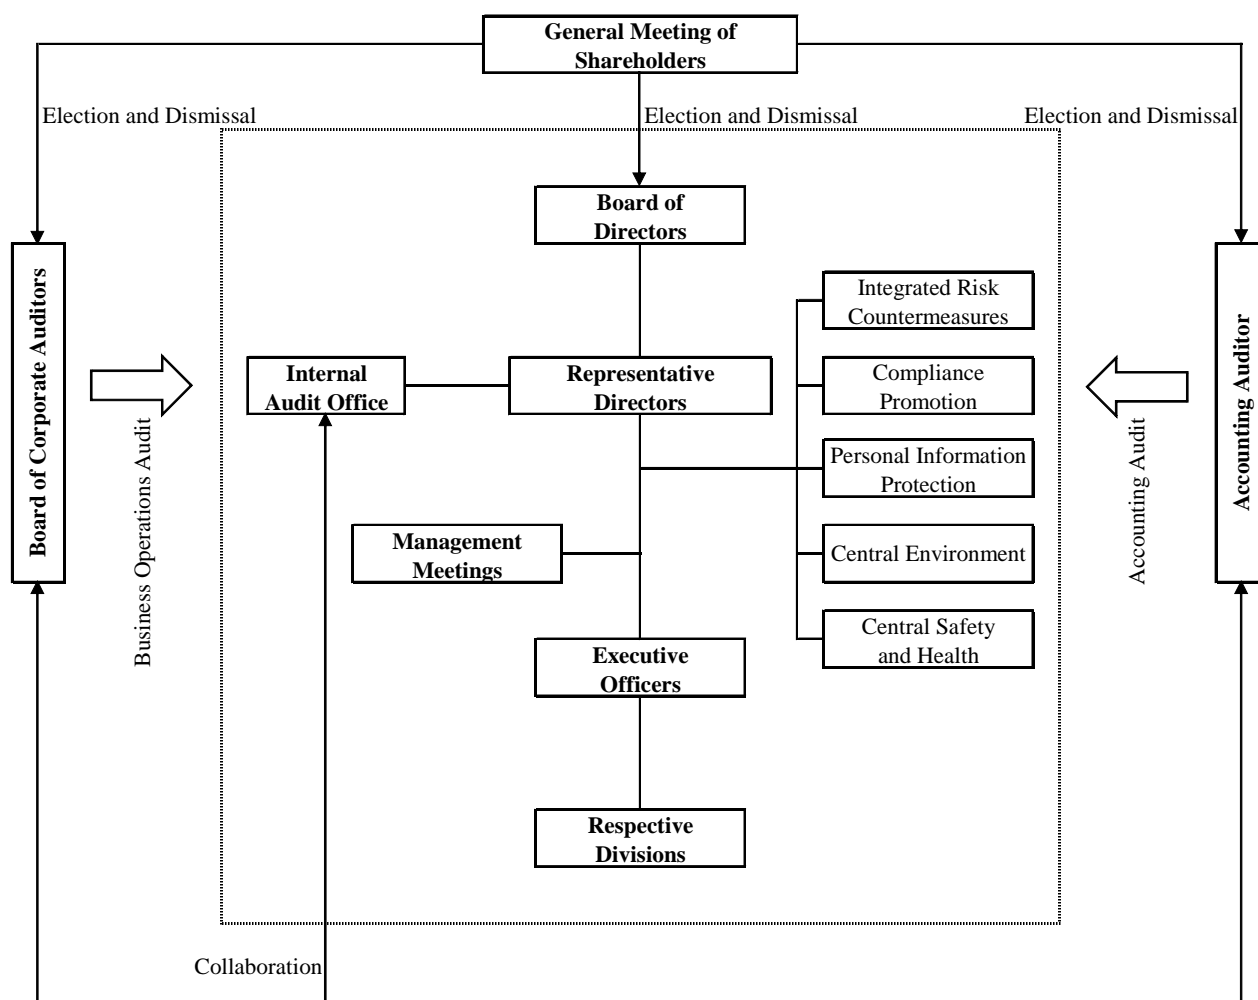 General Meeting of
Shareholders
Election and Dismissal
Election and Dismissal
Election and Dismissal
Board of
Directors
Board of Corporate Auditors
Business Operations Audit
Internal
Audit Office
Representative
Directors
Integrated Risk
Countermeasures
Compliance
Promotion
Personal Information
Protection
Central Environment
Central Safety
and Health
Accounting Audit
Accounting Auditor
Management
Meetings
Executive
Officers
Respective
Divisions
Collaboration